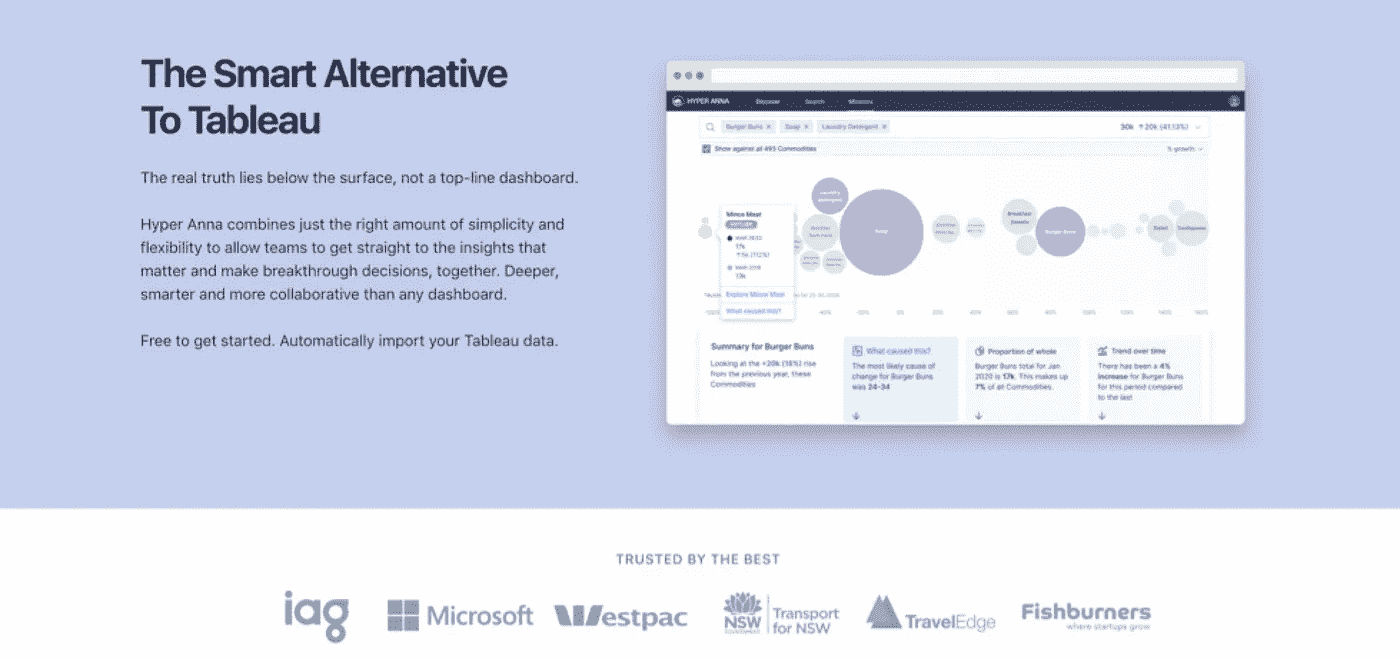 The Smart Alternative
To Tableau
The real truth lies below the surface, not a top-line dashboard.
Hyper Anna combines just the right amount of simplicity and
flexibility to allow teams to get straight to the insights that
matter and make breakthrough decisions, together. Deeper,
smarter and more collaborative than any dashboard.
Free to get started. Automatically import your Tableau data.
HYPER ANNA Discover Search Missions
Burger Buns × Soap × Laundry Detergent ×
30k ↑20k (41.13%)
Show against all 493 Commodities
% growth
Laundry
Detergent
Breakfast
Soap
Burger Buns
Mince Meat
17k
Explore Mince Meat
What caused this?
-40% -20% 0% 20% 40% 60% 80%
Summary for Burger Buns
Looking at the +20k (18%) rise
from the previous year, these
Commodities
What caused this?
The most likely cause of
change for Burger Buns
was 24-34
Proportion of whole
Burger Buns total for Jan
2020 is 17k. This makes up
7% of all Commodities.
Trend over time
There has been a 4%
increase for Burger Buns
for this period compared
to the last
TRUSTED BY THE BEST
iag
Microsoft
Westpac
NSW
GOVERNMENT
Transport
for NSW
TravelEdge
Fishburners
where startups grow